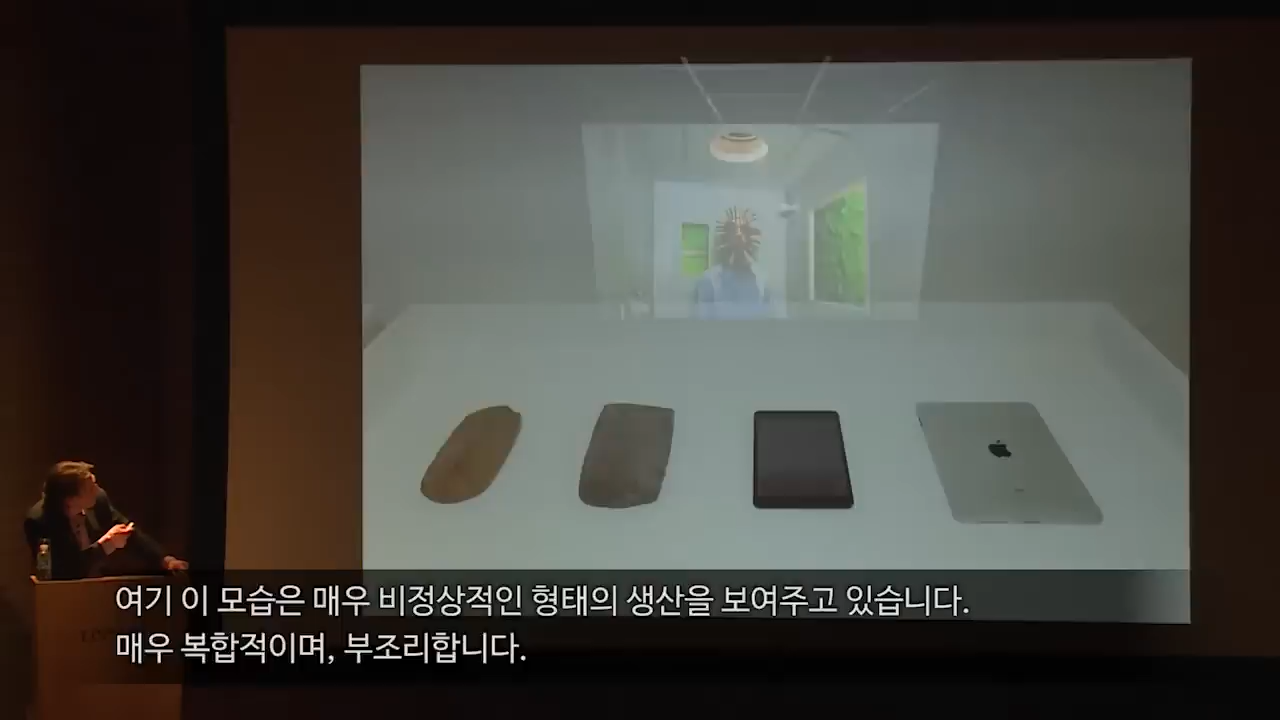 여기 이 모습은 매우 비정상적인 형태의 생산을 보여주고 있습니다.
매우 복합적이며, 부조리합니다.